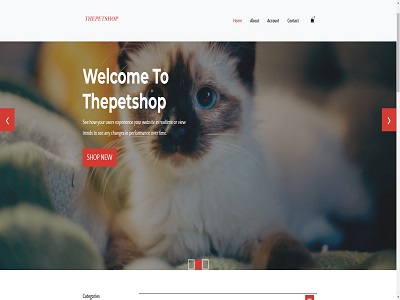 THEPETSHOP
Home About Account Contact
Welcome To
Thepetshop
See how your users experience your website in realtime or view
trends to see any changes in performance over time.
SHOP NEW
Categories